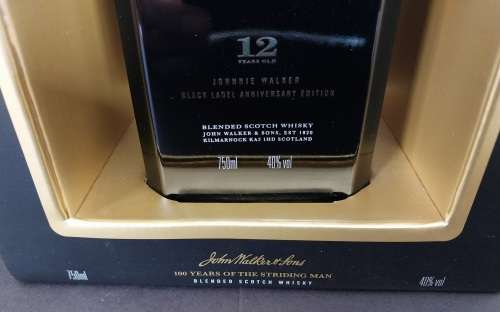 12
YEARS OLD
JOHNNIE WALKER
BLACK LABEL ANNIVERSARY EDITION
BLENDED SCOTCH WHISKY
JOHN WALKER & SONS, EST 1820
KILMARNOCK KA3 1HD SCOTLAND
750ml 40% vol
John Walker & Sons
100 YEARS OF THE STRIDING MAN
750ml BLENDED SCOTCH WHISKY 40% vol